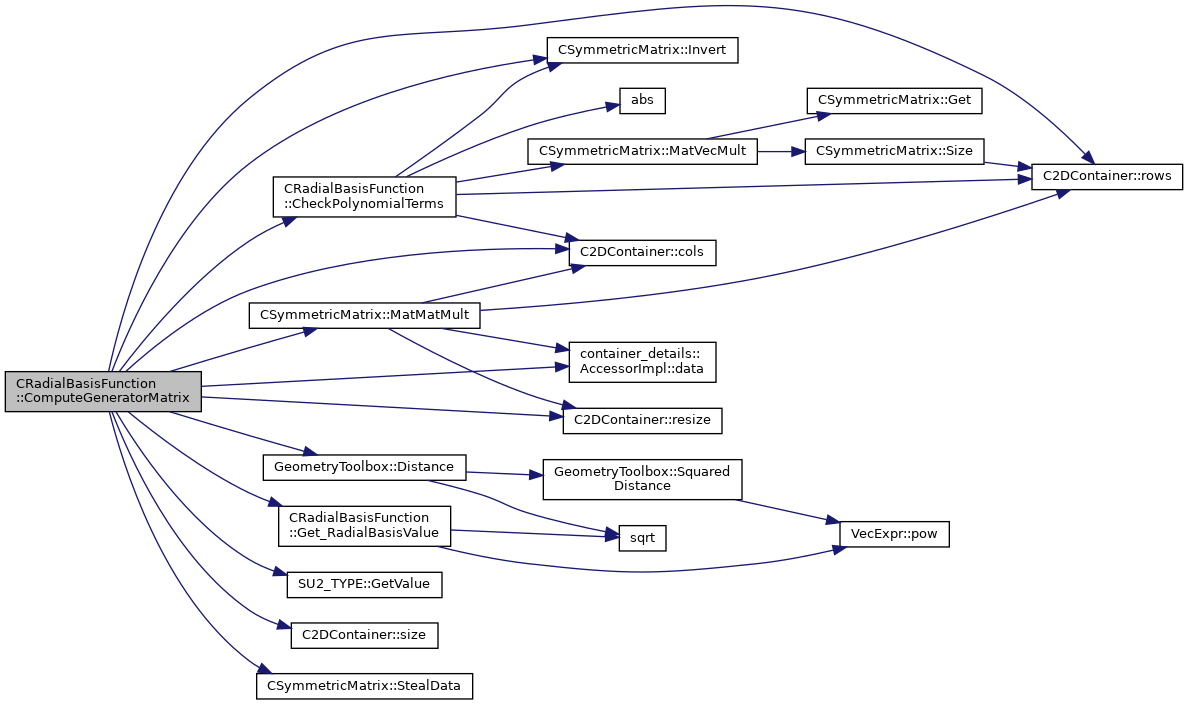 CSymmetricMatrix::Invert
abs
CSymmetricMatrix::Get
CSymmetricMatrix::MatVecMult
CSymmetricMatrix::Size
C2DContainer::rows
CRadialBasisFunction
::CheckPolynomialTerms
C2DContainer::cols
CSymmetricMatrix::MatMatMult
container_details::
AccessorImpl::data
CRadialBasisFunction
::ComputeGeneratorMatrix
C2DContainer::resize
GeometryToolbox::Distance
GeometryToolbox::Squared
Distance
CRadialBasisFunction
::Get_RadialBasisValue
sqrt
VecExpr::pow
SU2_TYPE::GetValue
C2DContainer::size
CSymmetricMatrix::StealData